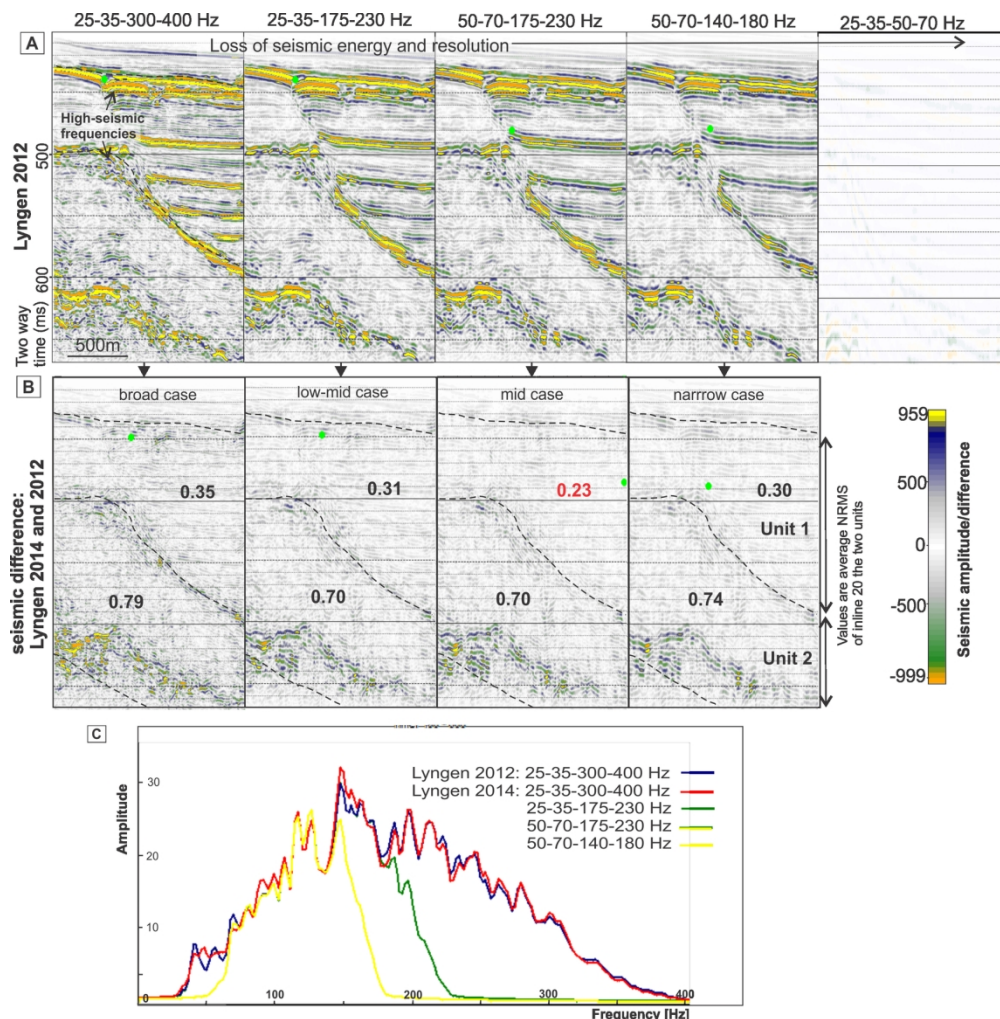 25-35-300-400 Hz 25-35-175-230 Hz 50-70-175-230 Hz 50-70-140-180 Hz 25-35-50-70 Hz
A
Loss of seismic energy and resolution
High-seismic
frequencies
Lyngen 2012
500
600
Two way
time (ms)
500m
B
broad case low-mid case mid case narrrow case
0.35 0.31 0.23 0.30
Unit 1
0.79 0.70 0.70 0.74
Unit 2
seismic difference:
Lyngen 2014 and 2012
Values are average NRMS
of inline 20 the two units
959
500
0
-500
-999
Seismic amplitude/difference
C
Amplitude
30
20
10
0
Lyngen 2012: 25-35-300-400 Hz
Lyngen 2014: 25-35-300-400 Hz
25-35-175-230 Hz
50-70-175-230 Hz
50-70-140-180 Hz
100 200 300 400
Frequency [Hz]